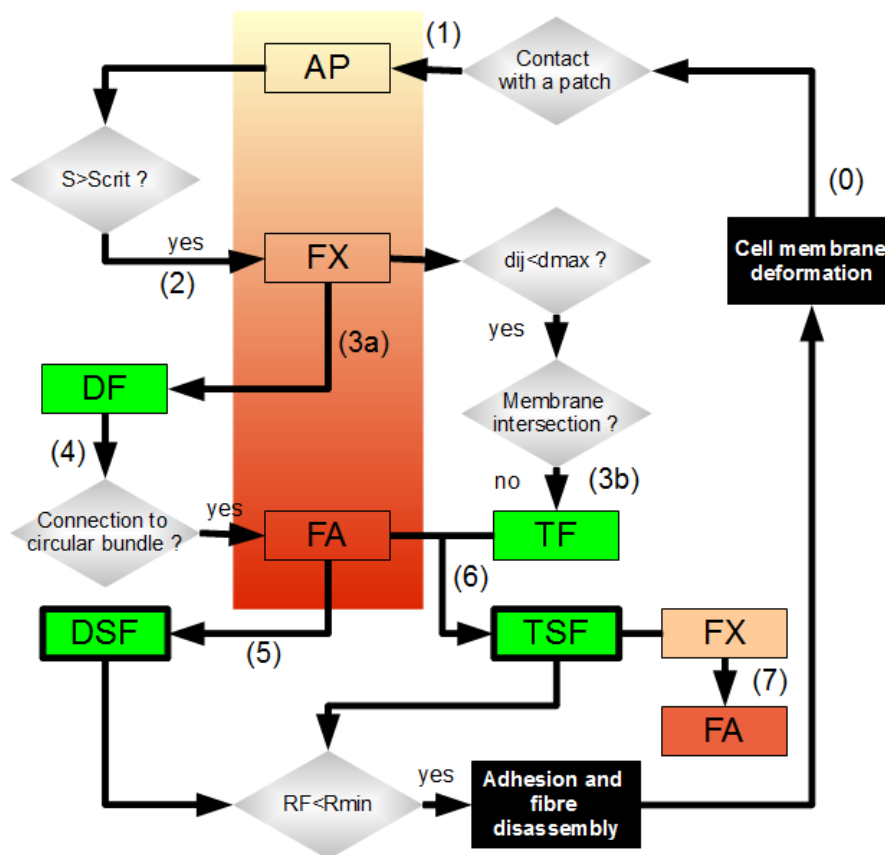 (1)
AP
Contact
with a patch
S>Scrit ?
(0)
yes
(2)
FX
dij<dmax ?
Cell membrane
deformation
(3a)
yes
DF
Membrane
intersection ?
(4)
no
(3b)
Connection to
circular bundle ?
yes
FA
TF
(6)
DSF
(5)
TSF
FX
(7)
FA
RF<Rmin
yes
Adhesion and
fibre
disassembly